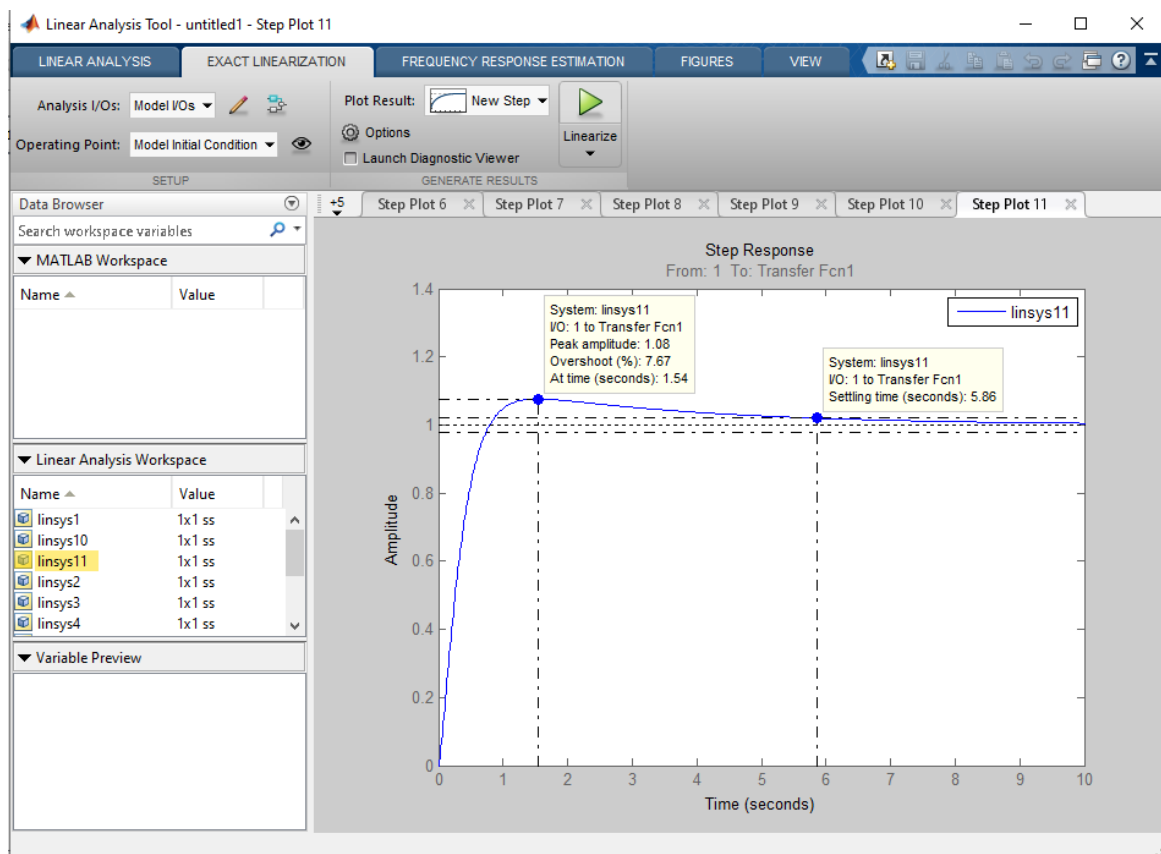 Linear Analysis Tool - untitled1 - Step Plot 11
LINEAR ANALYSIS
EXACT LINEARIZATION
FREQUENCY RESPONSE ESTIMATION
FIGURES
VIEW
Analysis I/Os: Model I/Os
Operating Point: Model Initial Condition
SETUP
Plot Result: New Step
Options
Launch Diagnostic Viewer
Linearize
GENERATE RESULTS
Data Browser
Search workspace variables
MATLAB Workspace
Name Value
Linear Analysis Workspace
Name Value
linsys1 1x1 ss
linsys10 1x1 ss
linsys11 1x1 ss
linsys2 1x1 ss
linsys3 1x1 ss
linsys4 1x1 ss
Variable Preview
+5
Step Plot 6
Step Plot 7
Step Plot 8
Step Plot 9
Step Plot 10
Step Plot 11
Step Response
From: 1 To: Transfer Fcn1
linsys11
System: linsys11
I/O: 1 to Transfer Fcn1
Peak amplitude: 1.08
Overshoot (%): 7.67
At time (seconds): 1.54
System: linsys11
I/O: 1 to Transfer Fcn1
Settling time (seconds): 5.86
Amplitude
1.4
1.2
1
0.8
0.6
0.4
0.2
0
0 1 2 3 4 5 6 7 8 9 10
Time (seconds)